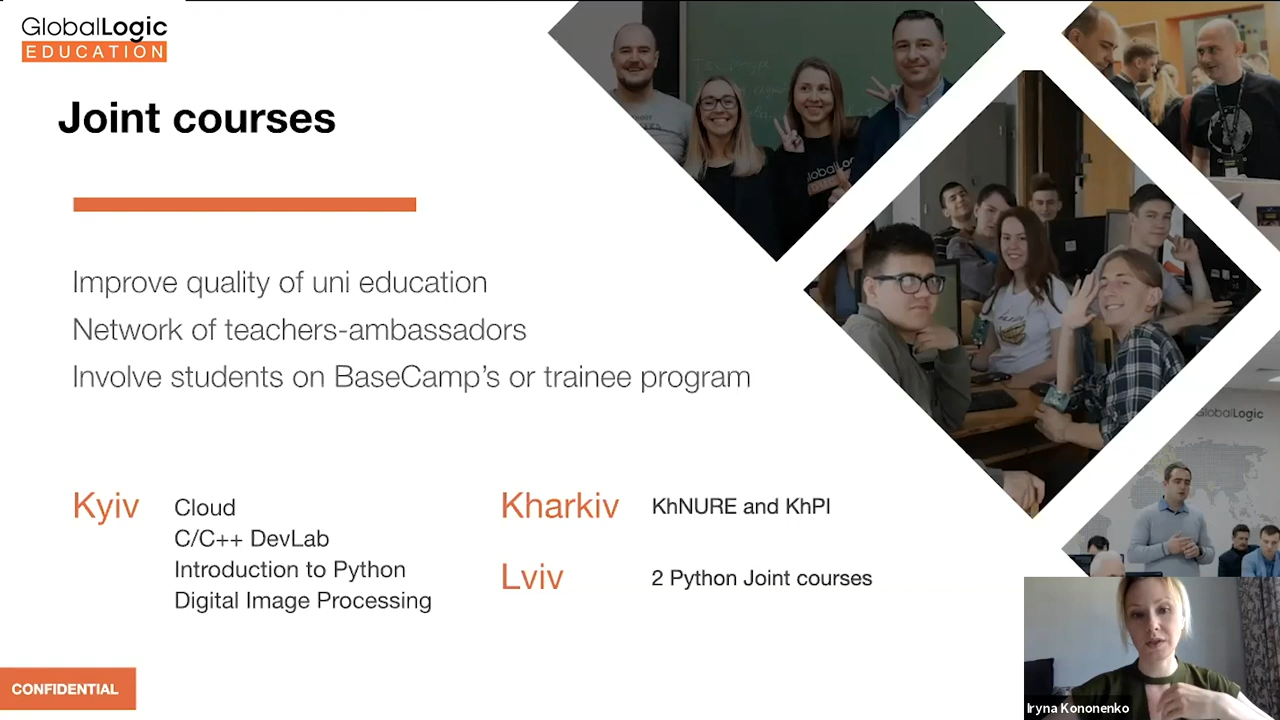 GlobalLogic
EDUCATION
Joint courses
Improve quality of uni education
Network of teachers-ambassadors
Involve students on BaseCamp’s or trainee program
Kyiv
Cloud
C/C++ DevLab
Introduction to Python
Digital Image Processing
Kharkiv
KhNURE and KhPI
Lviv
2 Python Joint courses
GlobalLogic
CONFIDENTIAL
Iryna Kononenko